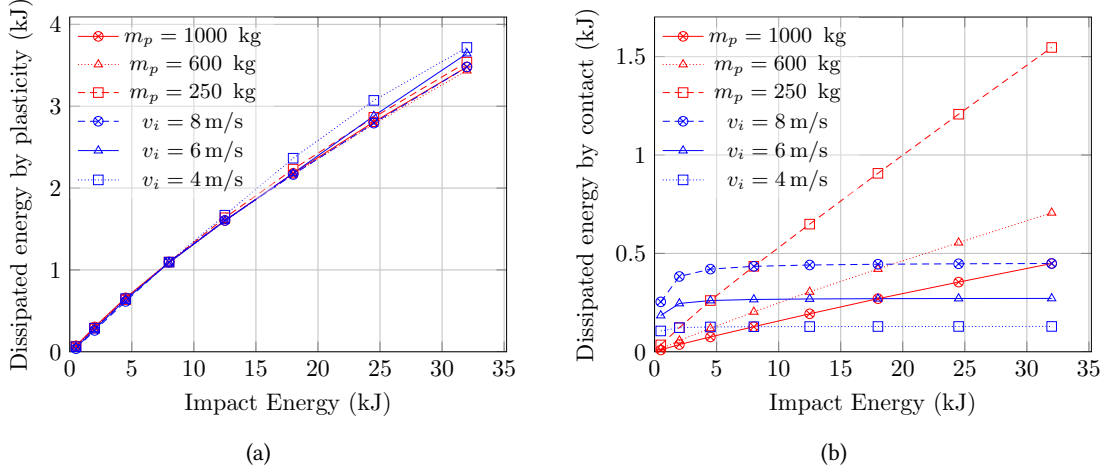 Dissipated energy by plasticity (kJ)
4
3
2
1
0
0 5 10 15 20 25 30 35
Impact Energy (kJ)
m_p = 1000 kg
m_p = 600 kg
m_p = 250 kg
v_i = 8 m/s
v_i = 6 m/s
v_i = 4 m/s
(a)
Dissipated energy by contact (kJ)
1.5
1
0.5
0
0 5 10 15 20 25 30 35
Impact Energy (kJ)
m_p = 1000 kg
m_p = 600 kg
m_p = 250 kg
v_i = 8 m/s
v_i = 6 m/s
v_i = 4 m/s
(b)